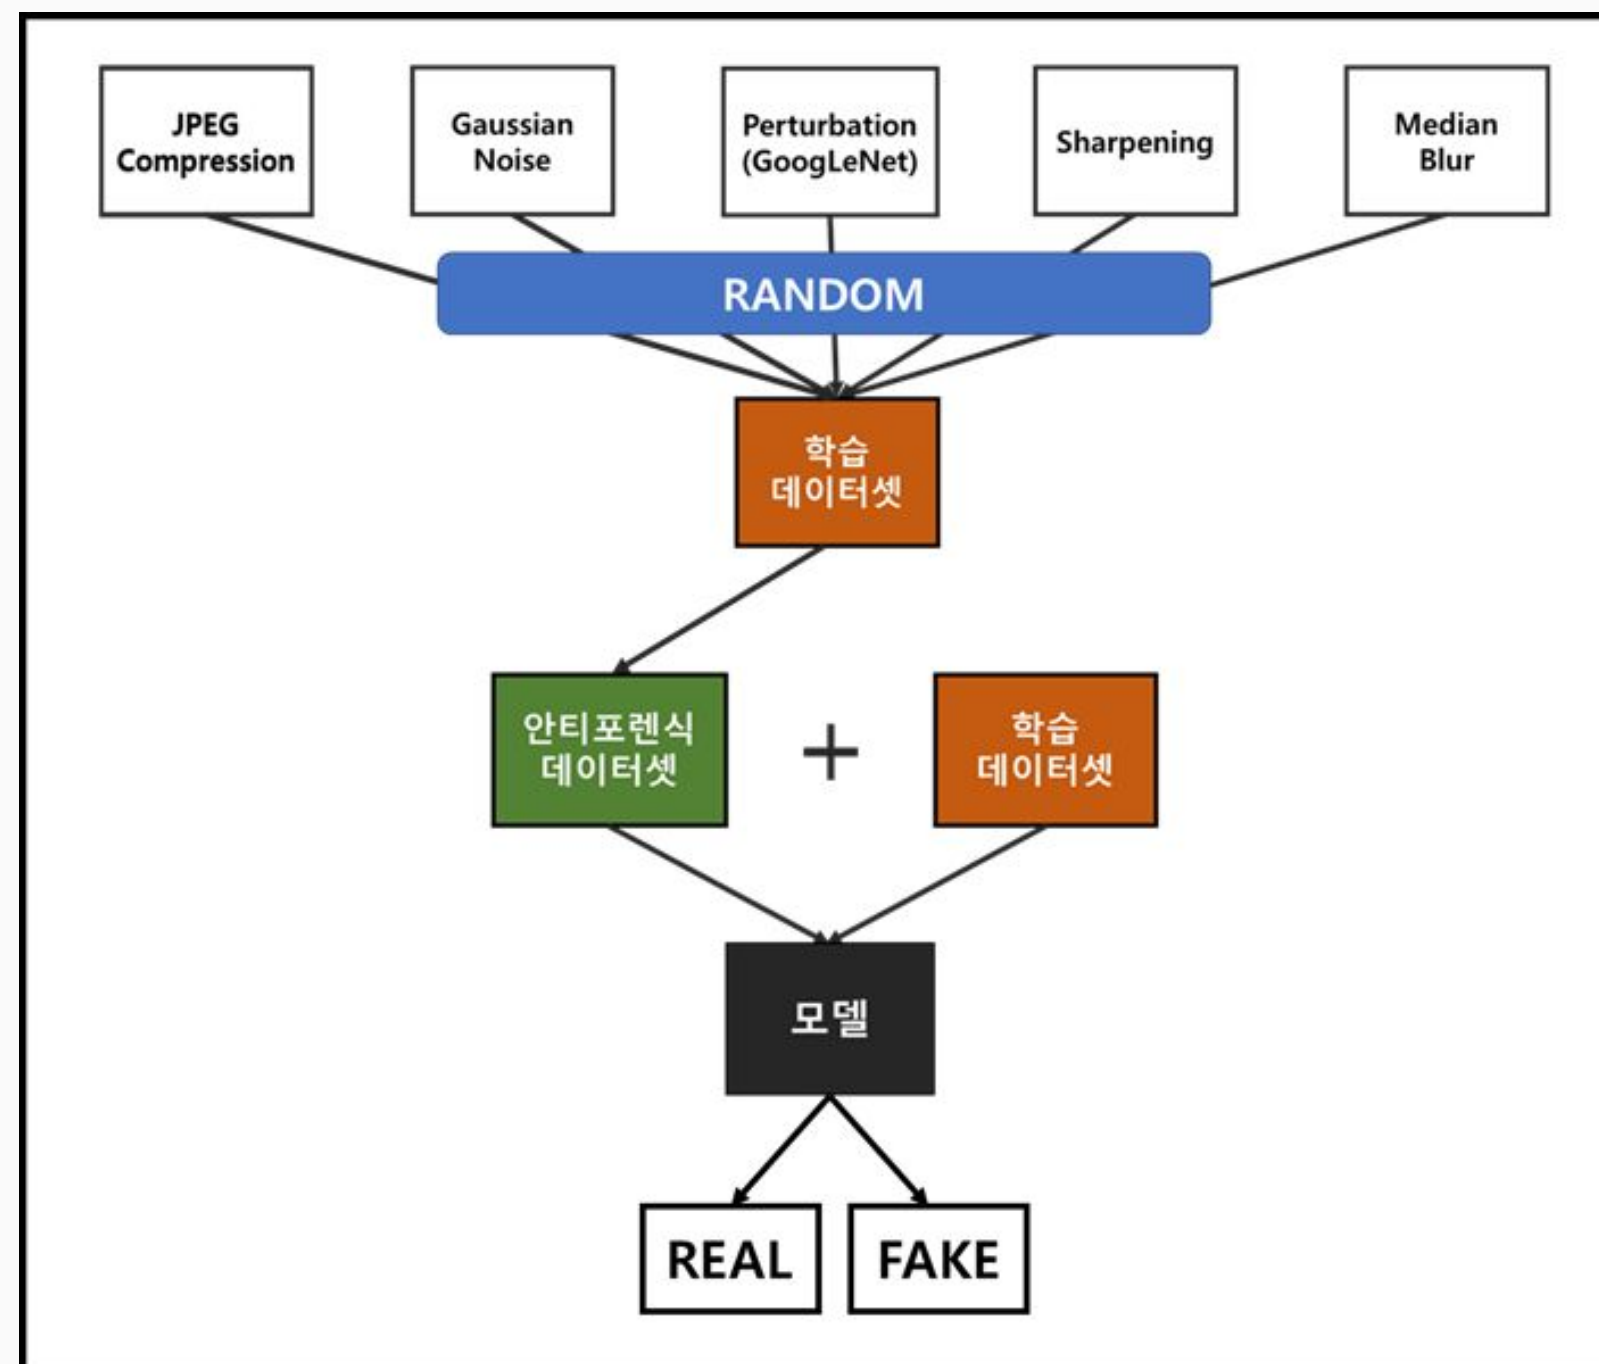 JPEG
Compression
Gaussian
Noise
Perturbation
(GoogLeNet)
Sharpening
Median
Blur
RANDOM
학습
데이터셋
안티포렌식
데이터셋
+
학습
데이터셋
모델
REAL
FAKE